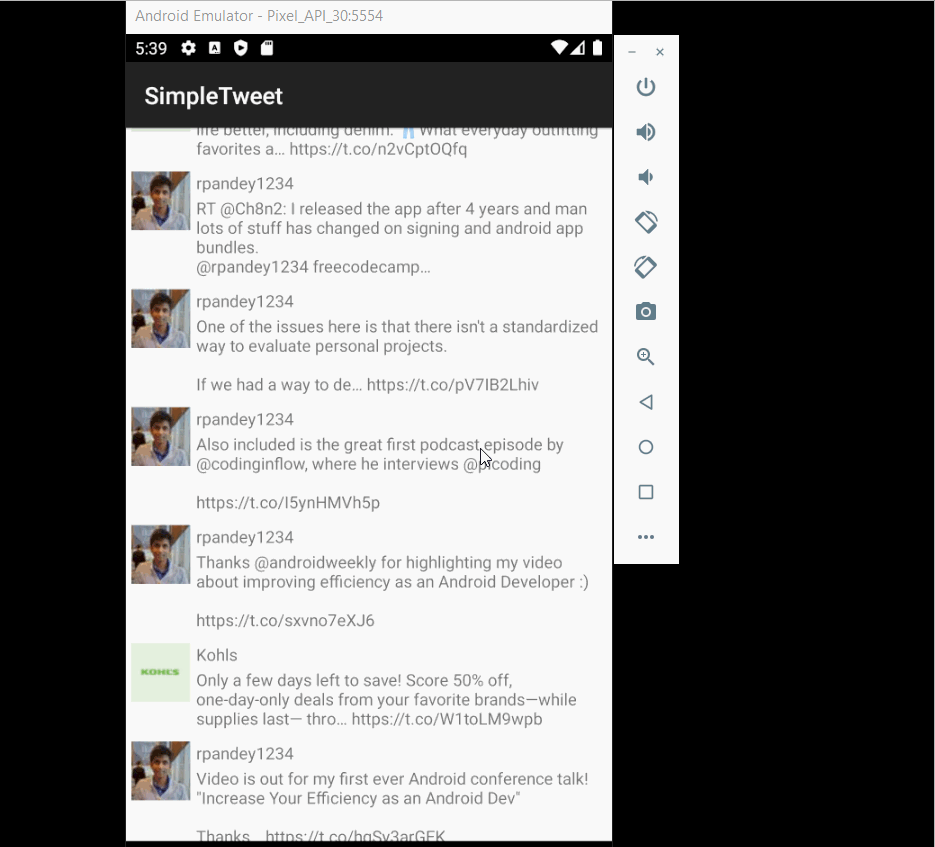 Android Emulator - Pixel_API_30:5554
5:39
SimpleTweet
life better, including denim. 👖 What everyday outfitting
favorites a… https://t.co/n2vCptOQfq
rpandey1234
RT @Ch8n2: I released the app after 4 years and man
lots of stuff has changed on signing and android app
bundles.
@rpandey1234 freecodecamp…
rpandey1234
One of the issues here is that there isn't a standardized
way to evaluate personal projects.
If we had a way to de… https://t.co/pV7IB2Lhiv
rpandey1234
Also included is the great first podcast episode by
@codinginflow, where he interviews
https://t.co/I5ynHMVh5p
rpandey1234
Thanks @androidweekly for highlighting my video
about improving efficiency as an Android Developer :)
https://t.co/sxvno7eXJ6
KOHL'S
Kohls
Only a few days left to save! Score 50% off,
one-day-only deals from your favorite brands—while
supplies last— thro… https://t.co/W1toLM9wpb
rpandey1234
Video is out for my first ever Android conference talk!
"Increase Your Efficiency as an Android Dev"
Thanks… https://t.co/hqSv3arGFK